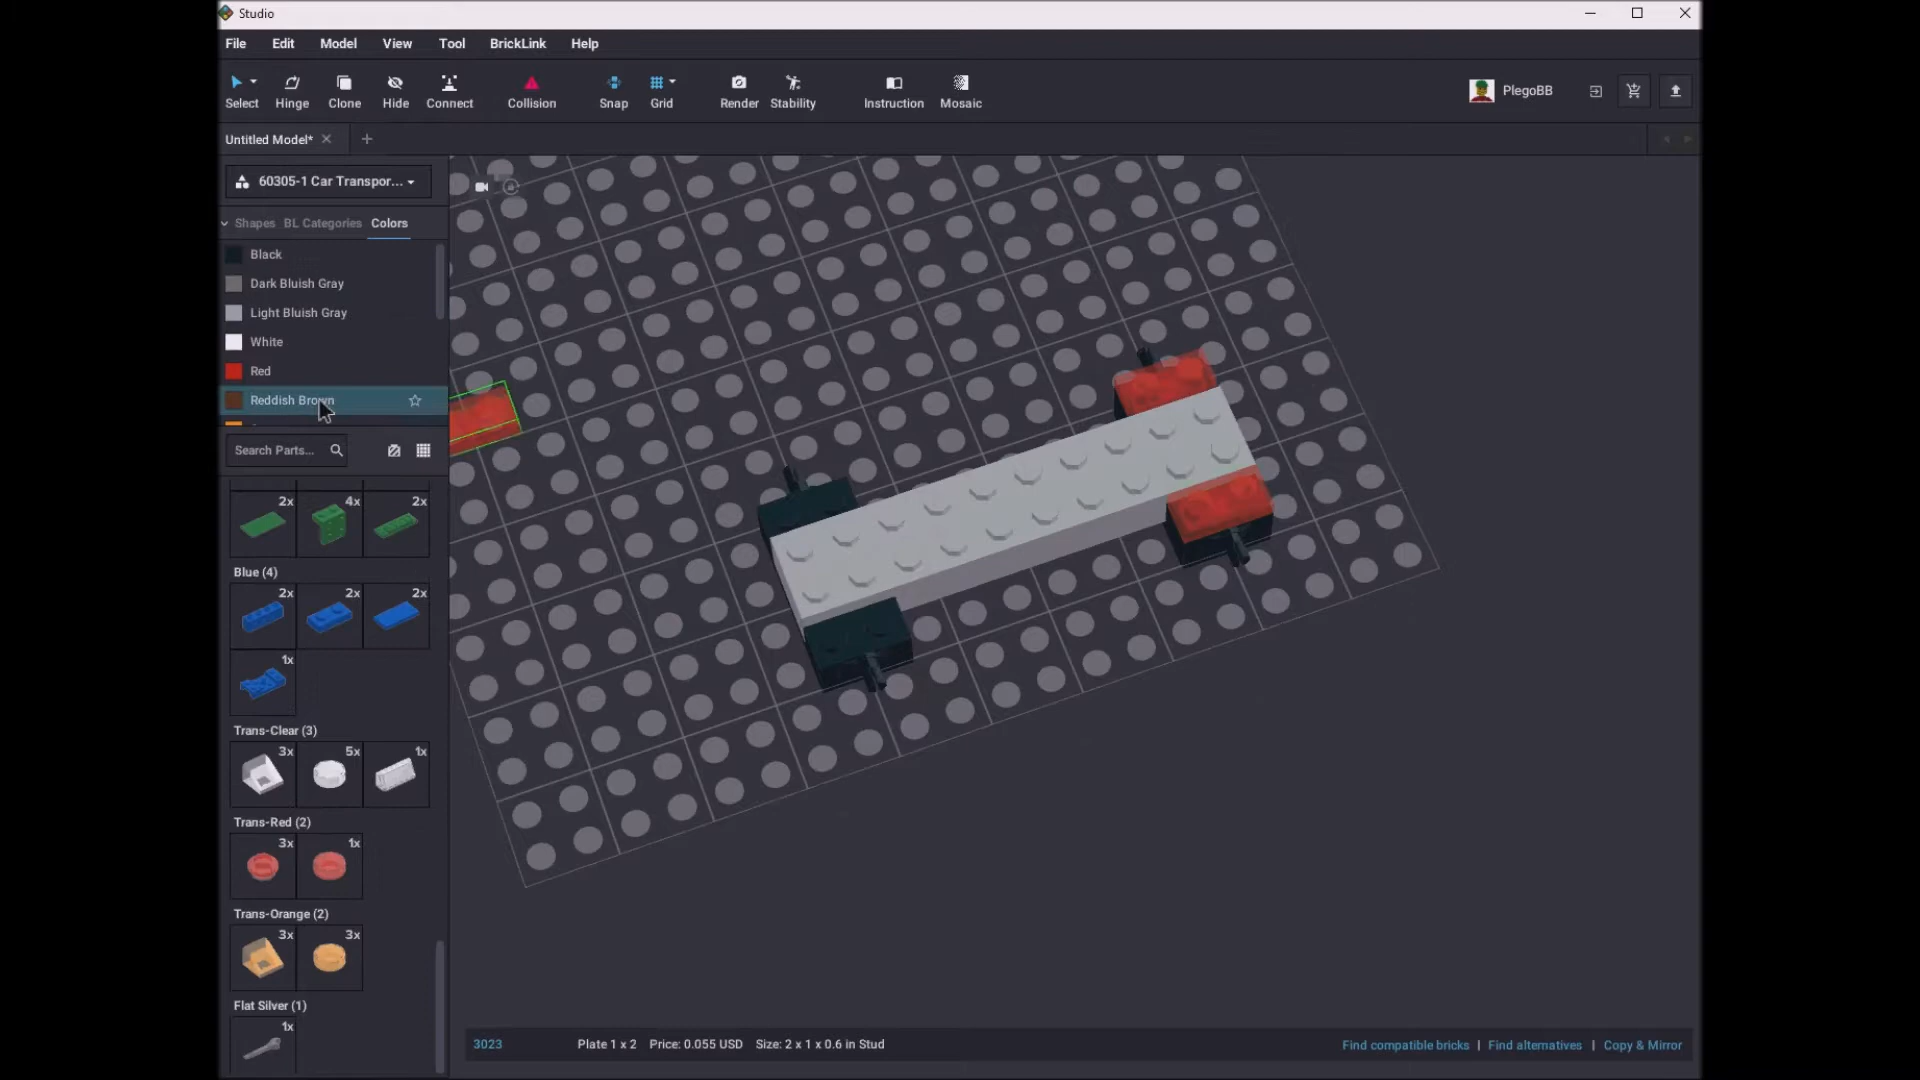 Studio
File Edit Model View Tool BrickLink Help
Select Hinge Clone Hide Connect Collision Snap Grid Render Stability Instruction Mosaic PlegoBB
Untitled Model*
60305-1 Car Transpor...
Shapes BL Categories Colors
Black
Dark Bluish Gray
Light Bluish Gray
White
Red
Reddish Brown
Search Parts...
2x 4x 2x
Blue (4)
2x 2x 2x
1x
Trans-Clear (3)
3x 5x 1x
Trans-Red (2)
3x 1x
Trans-Orange (2)
3x 3x
Flat Silver (1)
1x
3023 Plate 1 x 2 Price: 0.055 USD Size: 2 x 1 x 0.6 in Stud Find compatible bricks | Find alternatives | Copy & Mirror